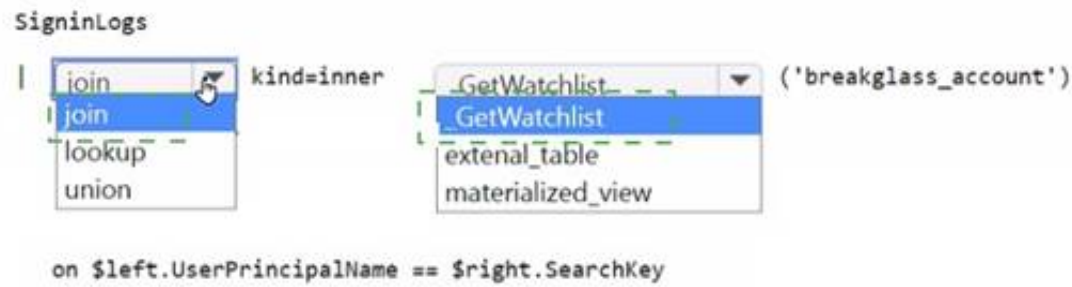 SigninLogs
| join kind=inner _GetWatchlist ('breakglass_account')
join _GetWatchlist
lookup extenal_table
union materialized_view
on $left.UserPrincipalName == $right.SearchKey